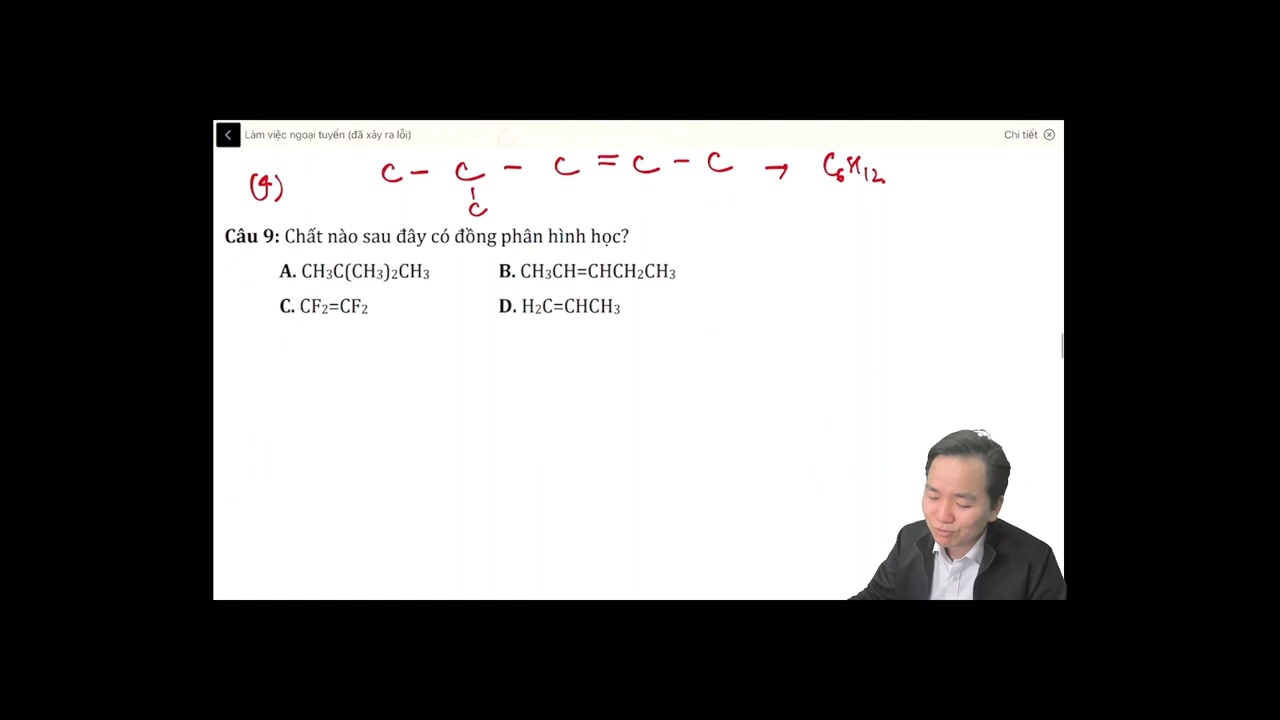 Làm việc ngoại tuyến (đã xảy ra lỗi) Chi tiết
(4) C - C - C = C - C → C6H12
C
Câu 9: Chất nào sau đây có đồng phân hình học?
A. CH3C(CH3)2CH3 B. CH3CH=CHCH2CH3
C. CF2=CF2 D. H2C=CHCH3